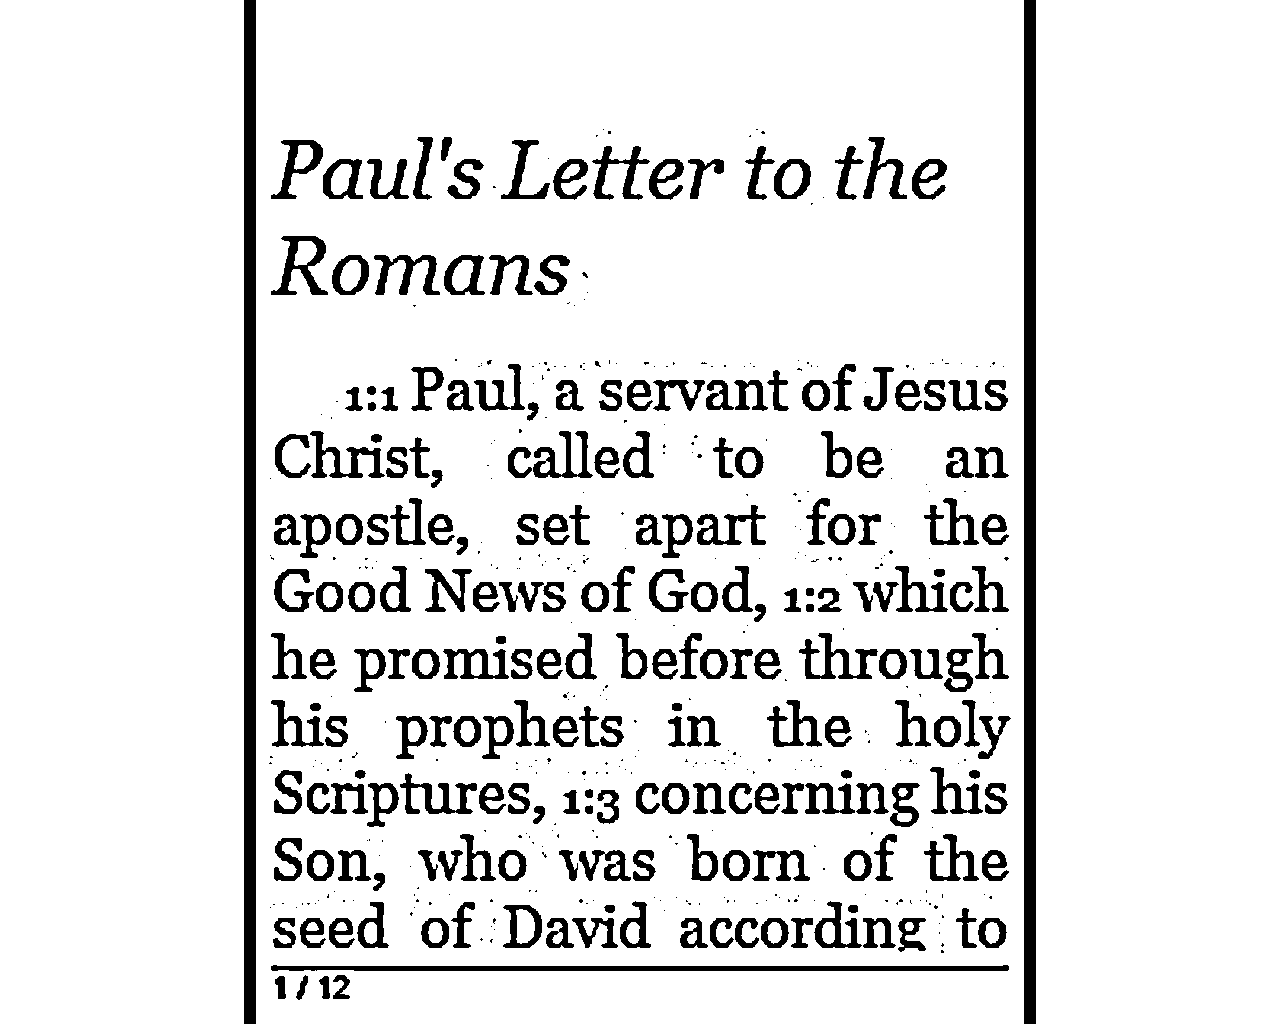 Paul's Letter to the
Romans
1:1 Paul, a servant of Jesus
Christ, called to be an
apostle, set apart for the
Good News of God, 1:2 which
he promised before through
his prophets in the holy
Scriptures, 1:3 concerning his
Son, who was born of the
seed of David according to
1 / 12